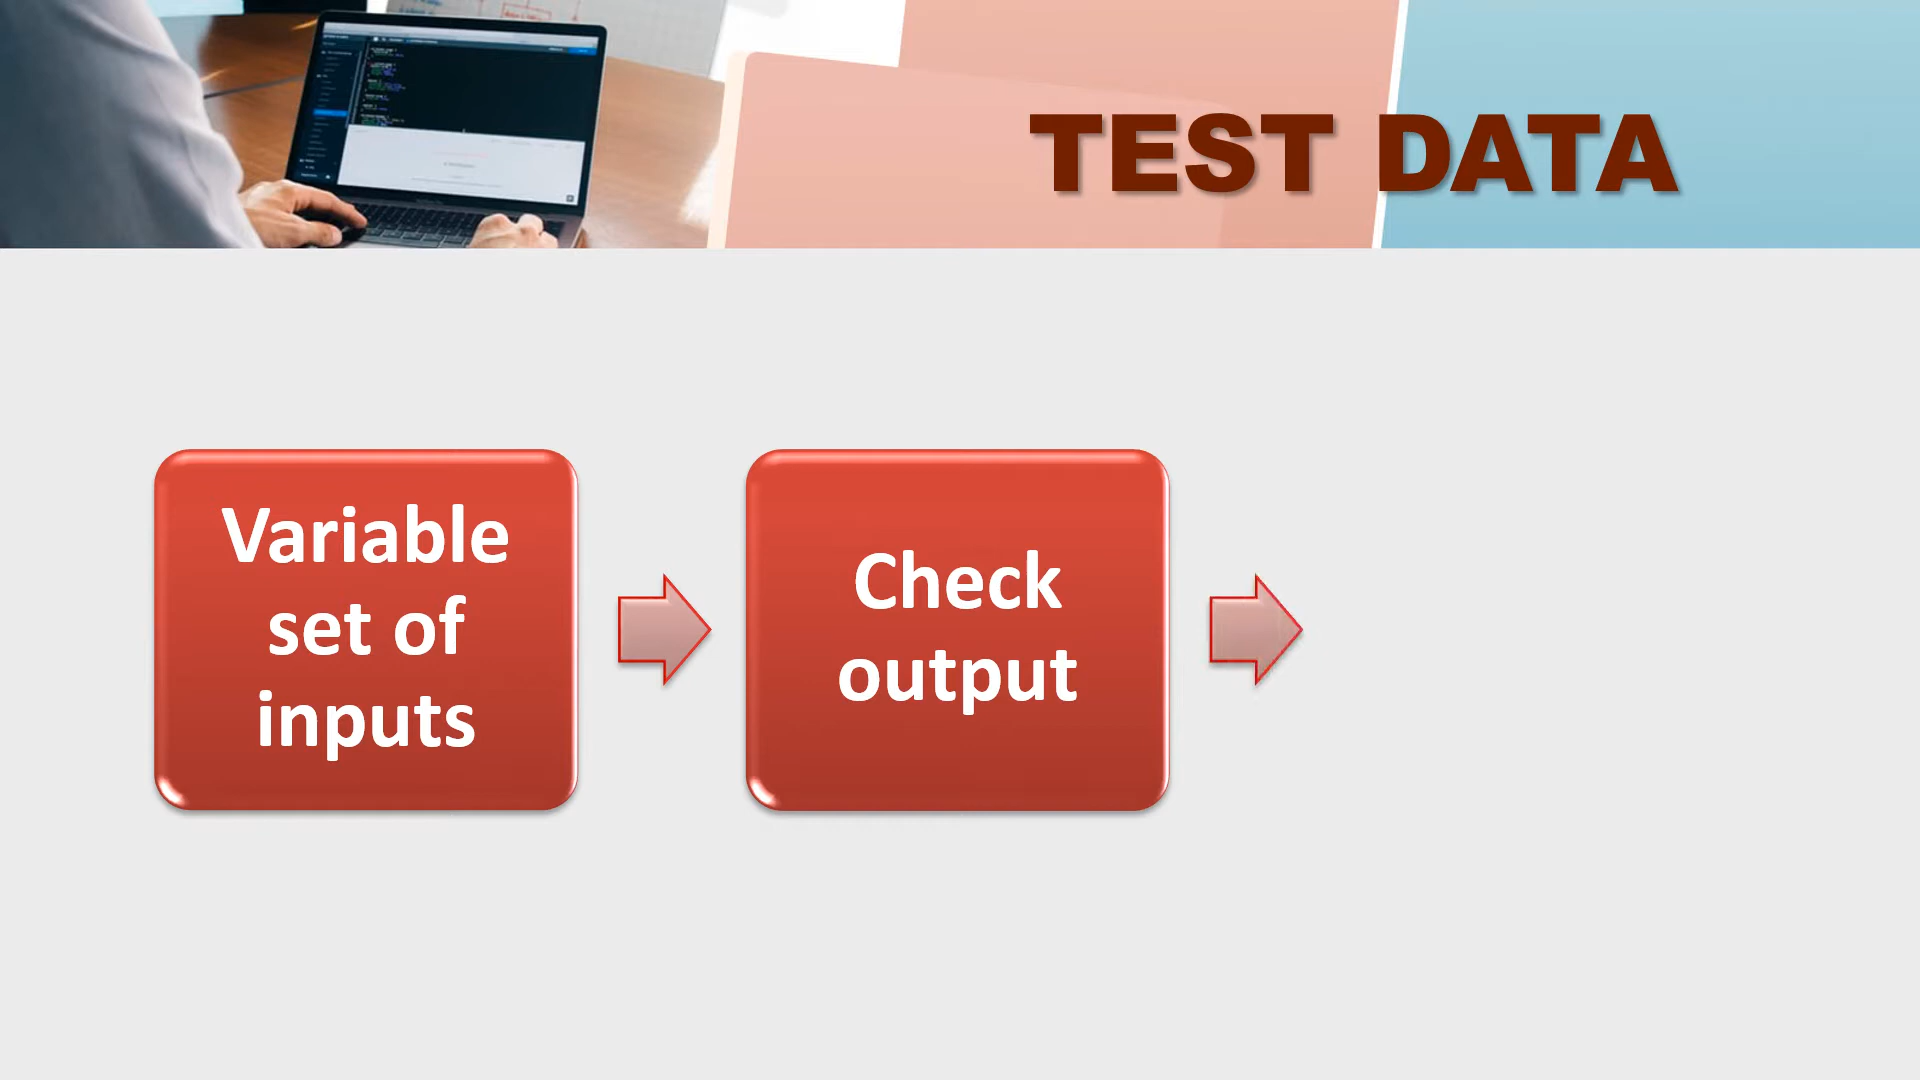 TEST DATA
Variable
set of
inputs
Check
output